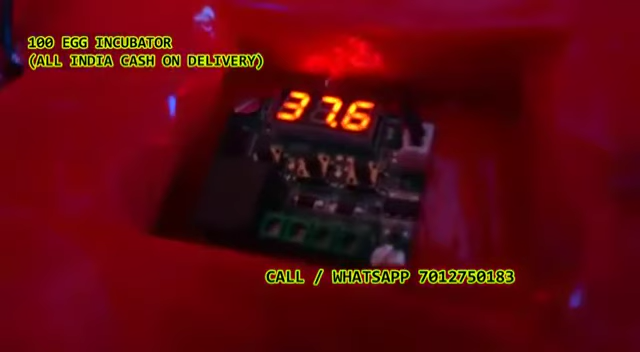 100 EGG INCUBATOR
(ALL INDIA CASH ON DELIVERY)
37.6
CALL / WHATSAPP 7012750183